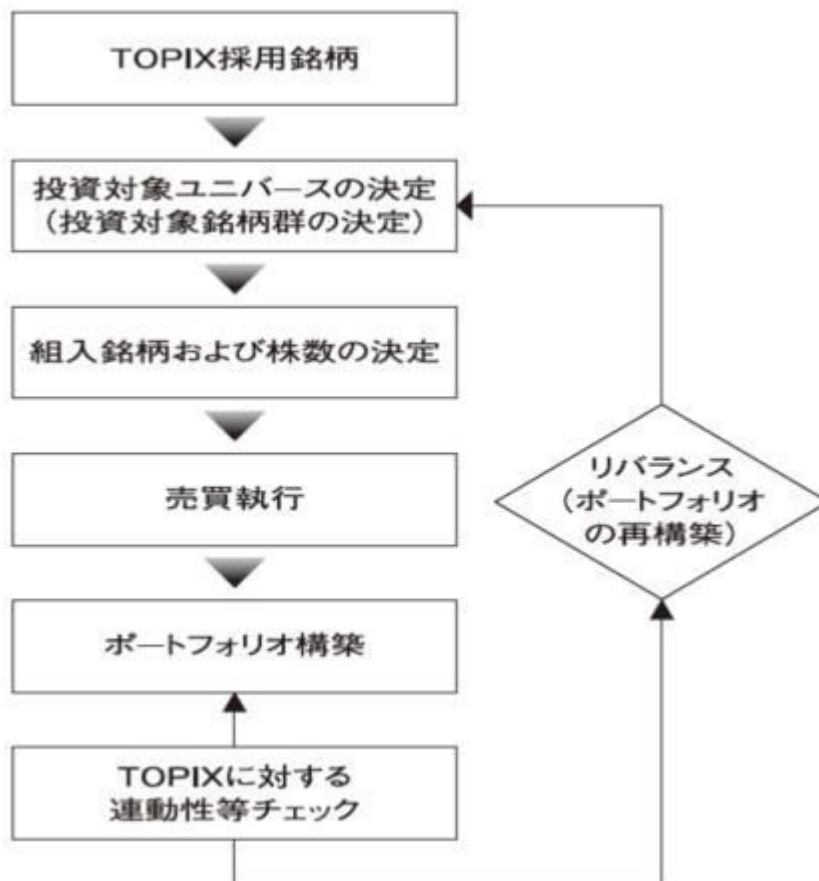 TOPIX採用銘柄
投資対象ユニバースの決定
（投資対象銘柄群の決定）
組入銘柄および株数の決定
売買執行
ポートフォリオ構築
TOPIXに対する
連動性等チェック
リバランス
（ポートフォリオ
の再構築）